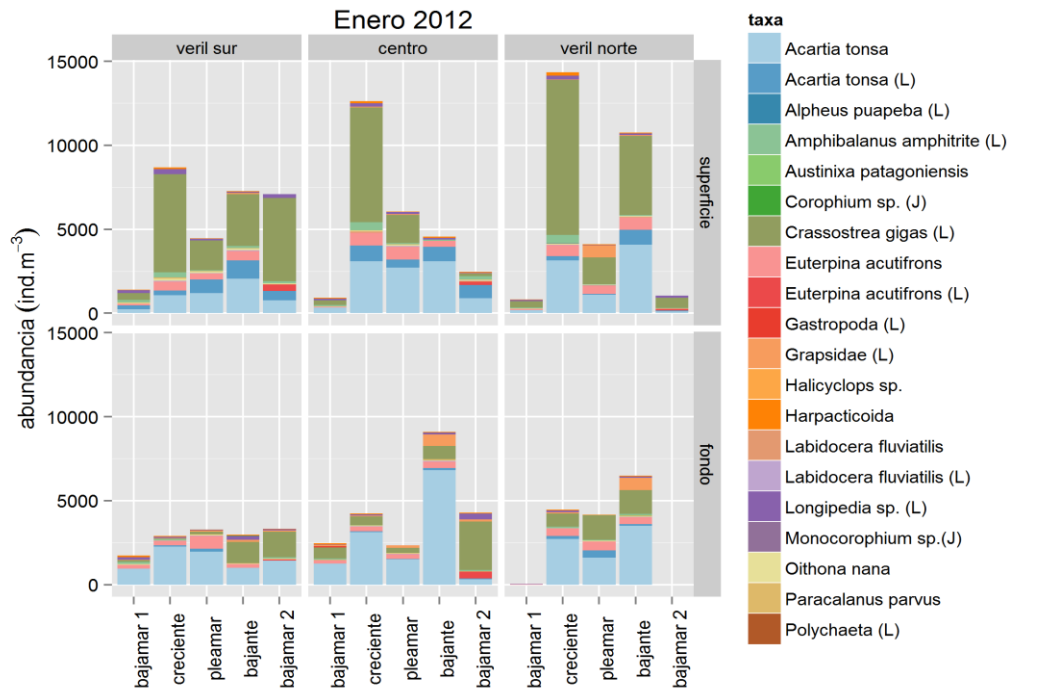 Enero 2012
veril sur
centro
veril norte
15000
10000
5000
0
superficie
15000
10000
5000
0
fondo
abundancia (ind.m⁻³)
bajamar 1
creciente
pleamar
bajante
bajamar 2
bajamar 1
creciente
pleamar
bajante
bajamar 2
bajamar 1
creciente
pleamar
bajante
bajamar 2
taxa
Acartia tonsa
Acartia tonsa (L)
Alpheus puapeba (L)
Amphibalanus amphitrite (L)
Austinixa patagoniensis
Corophium sp. (J)
Crassostrea gigas (L)
Euterpina acutifrons
Euterpina acutifrons (L)
Gastropoda (L)
Grapsidae (L)
Halicyclops sp.
Harpacticoida
Labidocera fluviatilis
Labidocera fluviatilis (L)
Longipedia sp. (L)
Monocorophium sp.(J)
Oithona nana
Paracalanus parvus
Polychaeta (L)